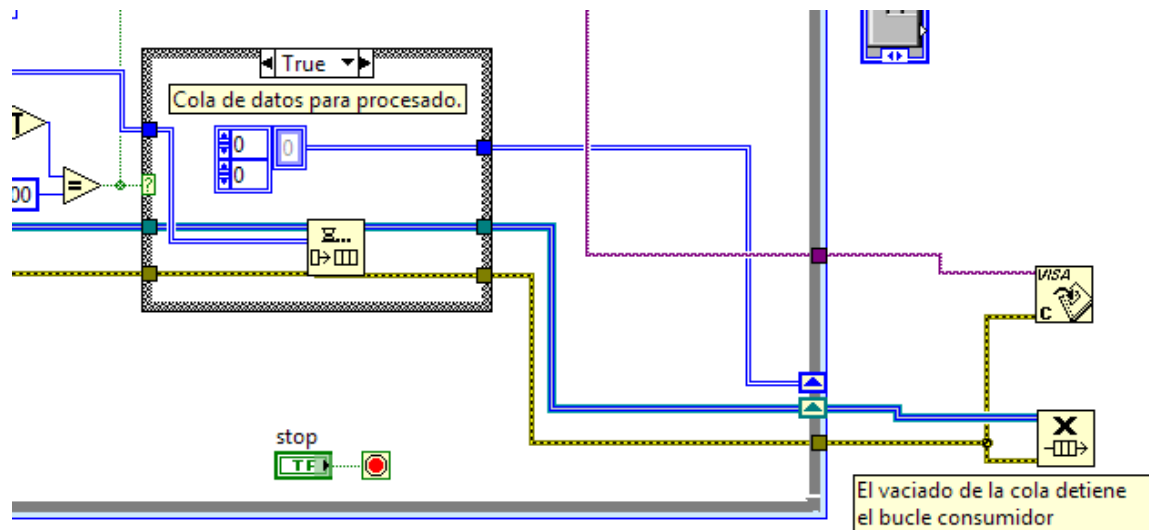 True
Cola de datos para procesado.
0
0
0
?
00
=
VISA
C
stop
TF
X
El vaciado de la cola detiene
el bucle consumidor